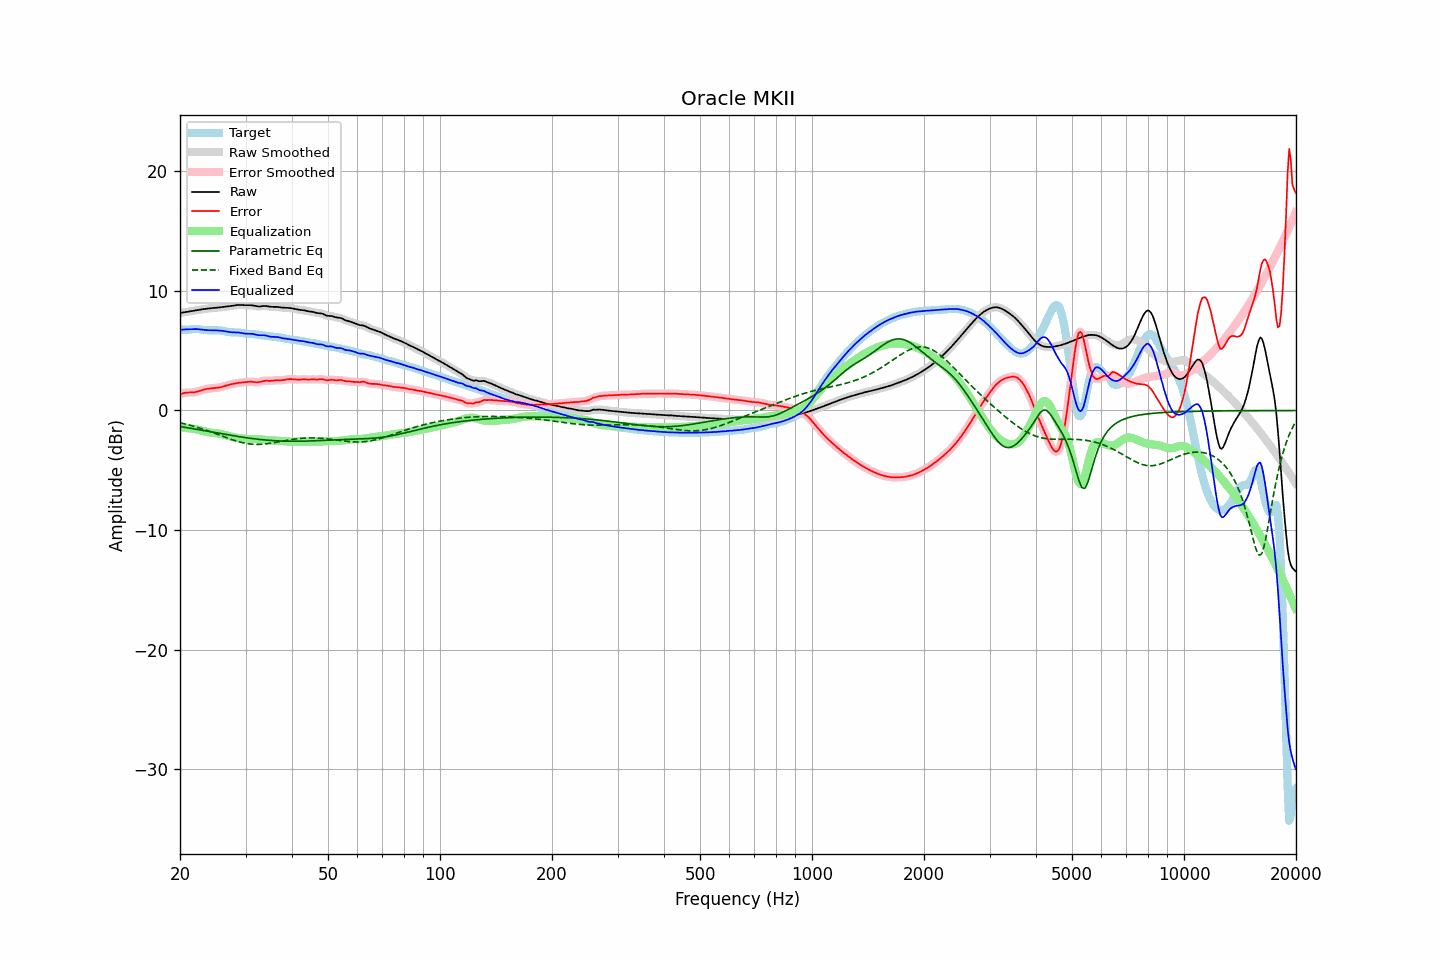 Oracle MKII
Target
Raw Smoothed
Error Smoothed
Raw
Error
Equalization
Parametric Eq
Fixed Band Eq
Equalized
20
10
0
−10
−20
−30
Amplitude (dBr)
20 50 100 200 500 1000 2000 5000 10000 20000
Frequency (Hz)